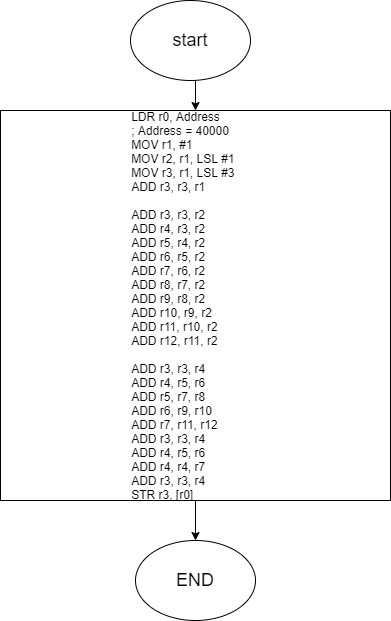 start
LDR r0, Address
; Address = 40000
MOV r1, #1
MOV r2, r1, LSL #1
MOV r3, r1, LSL #3
ADD r3, r3, r1
ADD r3, r3, r2
ADD r4, r3, r2
ADD r5, r4, r2
ADD r6, r5, r2
ADD r7, r6, r2
ADD r8, r7, r2
ADD r9, r8, r2
ADD r10, r9, r2
ADD r11, r10, r2
ADD r12, r11, r2
ADD r3, r3, r4
ADD r4, r5, r6
ADD r5, r7, r8
ADD r6, r9, r10
ADD r7, r11, r12
ADD r3, r3, r4
ADD r4, r5, r6
ADD r4, r4, r7
ADD r3, r3, r4
STR r3, [r0]
END